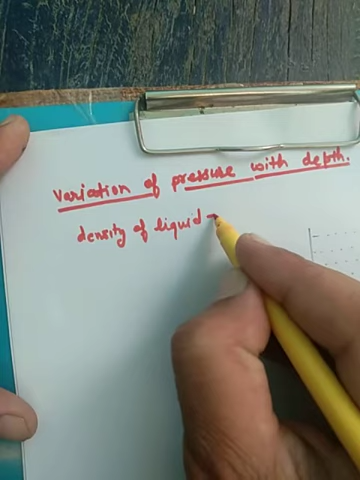 Variation of pressure with depth.
density of liquid →